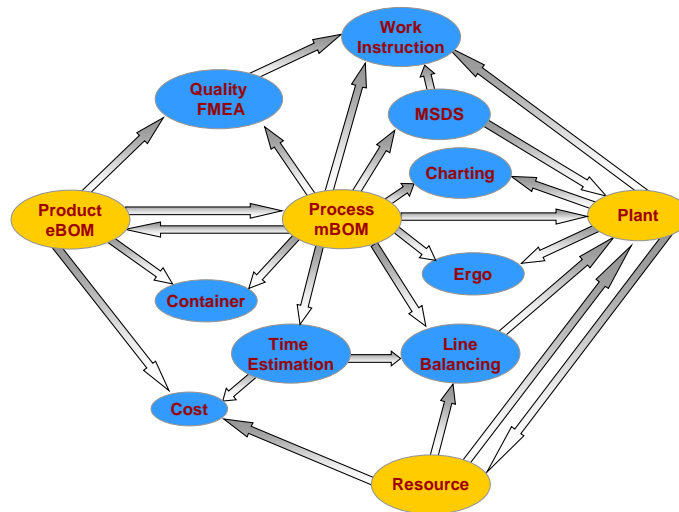 Work
Instruction
Quality
FMEA
MSDS
Charting
Product
eBOM
Process
mBOM
Plant
Ergo
Container
Time
Estimation
Line
Balancing
Cost
Resource